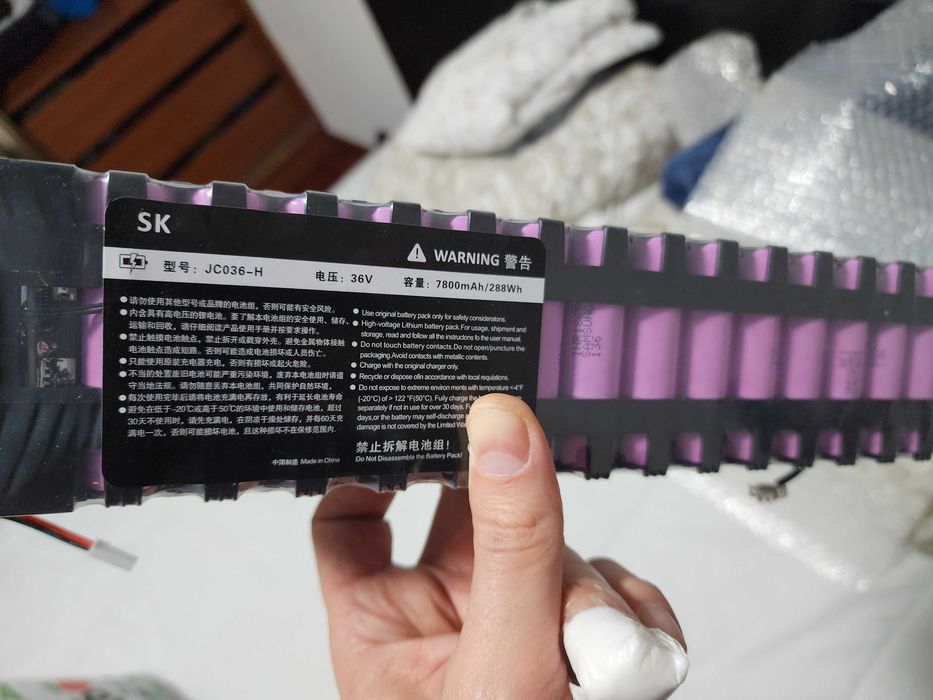 SK
WARNING 警告
型号：JC036-H
电压：36V
容量：7800mAh/288Wh
●请勿使用其他型号或品牌的电池组，否则可能有安全风险。
●内含具有高电压的锂电池。要了解本电池组的安全使用、储存、
运输和回收，请仔细阅读产品使用手册并按要求操作。
●禁止触摸电池触点，禁止拆开或戳穿外壳。避免金属物体接触
电池触点造成短路。否则可能造成电池损坏或人员伤亡。
●只能使用原装充电器充电，否则有损坏或起火危险。
●不当的处置废旧电池可能严重污染环境，废弃本电池组时请遵
守当地法规。请勿随意丢弃本电池组，共同保护自然环境，
●每次使用完毕后请将电池充满电再存放，有利于延长电池寿命
●避免在低于-20℃或高于50℃的环境中使用和储存电池，超过
30天不使用时，请先充满电，在阴凉干燥处储存，并每60天充
满电一次，否则可能损坏电池，且这种损坏不在保修范围内.
中国制造 Made in China
● Use original battery pack only for safety considerations.
● High-voltage Lithium battery pack.For usage, shipment and
storage, read and follow all the instructions fo the user manual.
● Do not touch battery contacts.Do not open/puncture the
packaging.Avoid contacts with metallic contents.
● Charge with the original charger only.
● Recycle or dispose of in accordance with local regulations.
● Do not expose to extreme environ ments with temperature <-4°F
(-20°C) of > 122 °F(50°C). Fully charge the
separately if not in use for over 30 days.
days,or the battery may self-discharge
damage is not covered by the Limited
禁止拆解电池组！
Do Not Disassemble the Battery Pack!
SAMSUNG
136